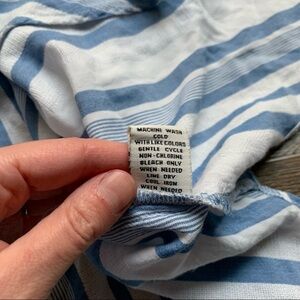 MACHINE WASH
COLD
WITH LIKE COLORS
GENTLE CYCLE
NON-CHLORINE
BLEACH ONLY
WHEN NEEDED
LINE DRY
COOL IRON
WHEN NEEDED